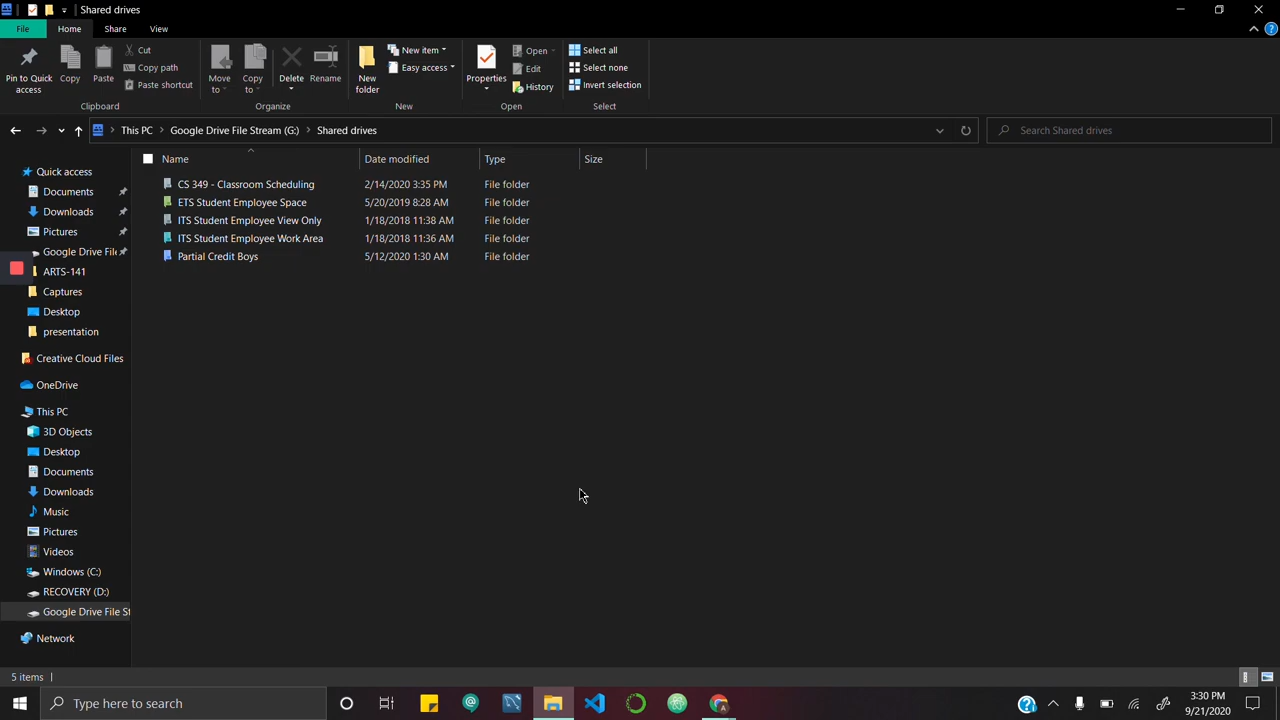 Shared drives
File Home Share View
Pin to Quick access
Copy
Paste
Cut
Copy path
Paste shortcut
Clipboard
Move to
Copy to
Delete
Rename
Organize
New folder
New item
Easy access
New
Properties
Open
Edit
History
Open
Select all
Select none
Invert selection
Select
This PC Google Drive File Stream (G:) Shared drives
Search Shared drives
Name Date modified Type Size
CS 349 - Classroom Scheduling 2/14/2020 3:35 PM File folder
ETS Student Employee Space 5/20/2019 8:28 AM File folder
ITS Student Employee View Only 1/18/2018 11:38 AM File folder
ITS Student Employee Work Area 1/18/2018 11:36 AM File folder
Partial Credit Boys 5/12/2020 1:30 AM File folder
Quick access
Documents
Downloads
Pictures
Google Drive File
ARTS-141
Captures
Desktop
presentation
Creative Cloud Files
OneDrive
This PC
3D Objects
Desktop
Documents
Downloads
Music
Pictures
Videos
Windows (C:)
RECOVERY (D:)
Google Drive File St
Network
5 items
Type here to search
3:30 PM
9/21/2020